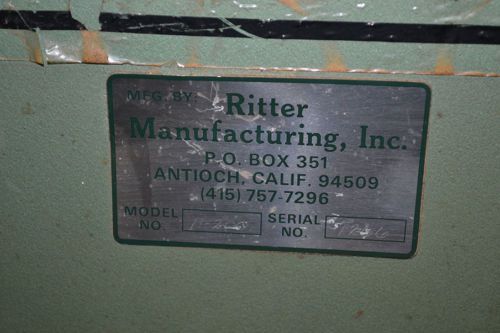 MFG. BY: Ritter
Manufacturing, Inc.
P.O. BOX 351
ANTIOCH, CALIF. 94509
(415) 757-7296
MODEL NO.
SERIAL NO.